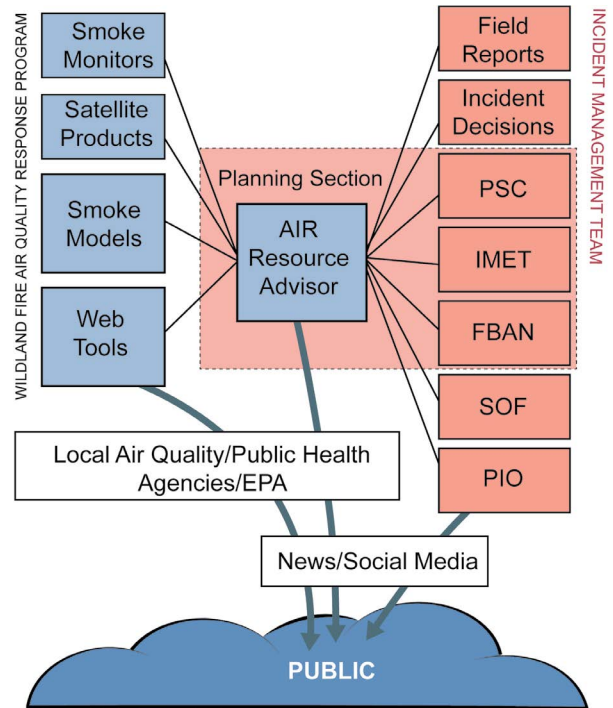 WILDLAND FIRE AIR QUALITY RESPONSE PROGRAM
Smoke
Monitors
Satellite
Products
Smoke
Models
Web
Tools
Planning Section
AIR
Resource
Advisor
INCIDENT MANAGEMENT TEAM
Field
Reports
Incident
Decisions
PSC
IMET
FBAN
SOF
PIO
Local Air Quality/Public Health
Agencies/EPA
News/Social Media
PUBLIC